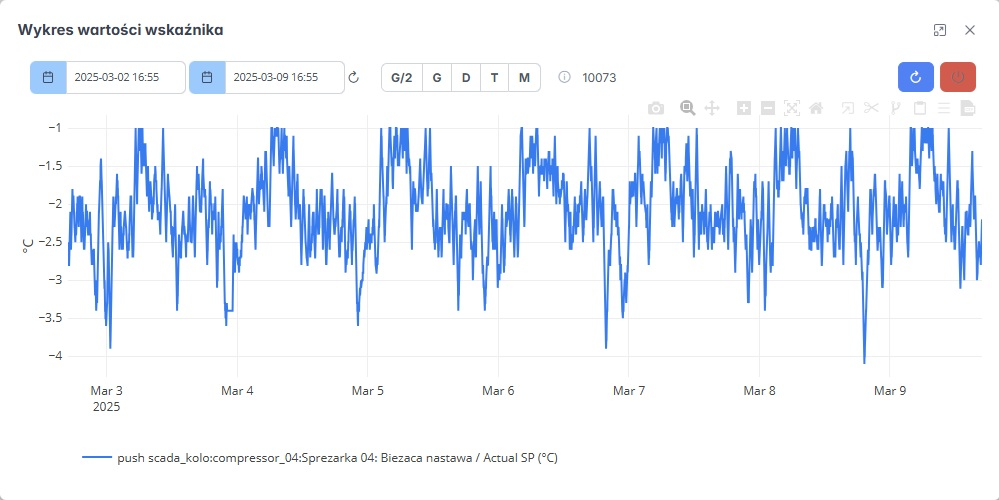 Wykres wartości wskaźnika
2025-03-02 16:55 2025-03-09 16:55 G/2 G D T M 10073
−1
−1.5
−2
−2.5
−3
−3.5
−4
°C
Mar 3 Mar 4 Mar 5 Mar 6 Mar 7 Mar 8 Mar 9
2025
push scada_kolo:compressor_04:Sprezarka 04: Biezaca nastawa / Actual SP (°C)